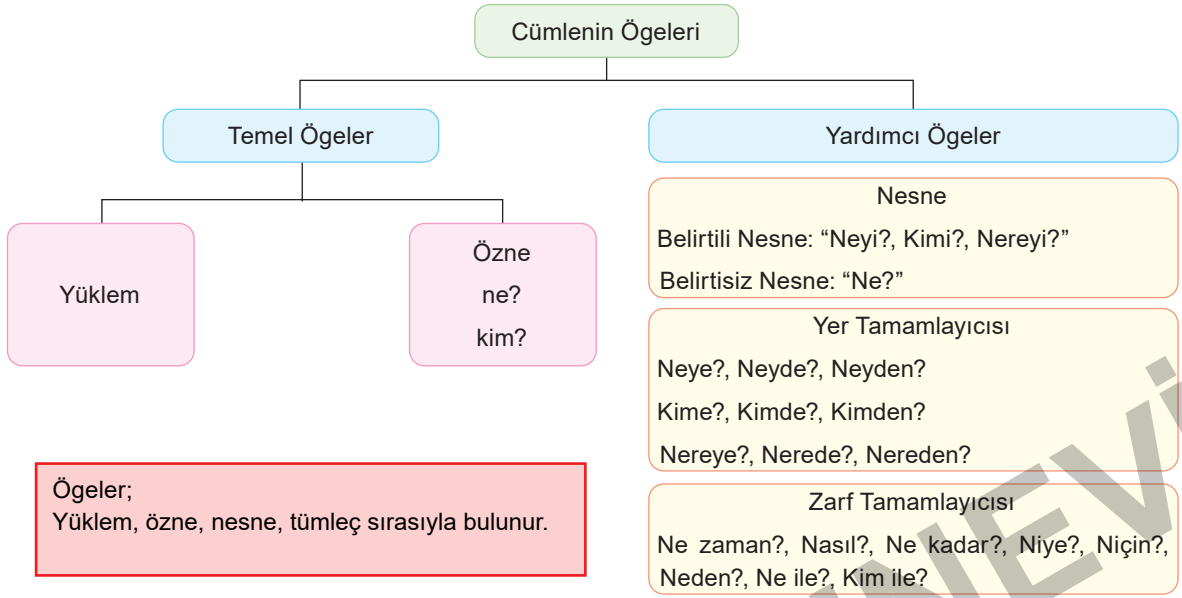 Cümlenin Ögeleri
Temel Ögeler
Yüklem
Özne
ne?
kim?
Yardımcı Ögeler
Nesne
Belirtili Nesne: “Neyi?, Kimi?, Nereyi?”
Belirtisiz Nesne: “Ne?”
Yer Tamamlayıcısı
Neye?, Neyde?, Neyden?
Kime?, Kimde?, Kimden?
Nereye?, Nerede?, Nereden?
Zarf Tamamlayıcısı
Ne zaman?, Nasıl?, Ne kadar?, Niye?, Niçin?,
Neden?, Ne ile?, Kim ile?
Ögeler;
Yüklem, özne, nesne, tümleç sırasıyla bulunur.